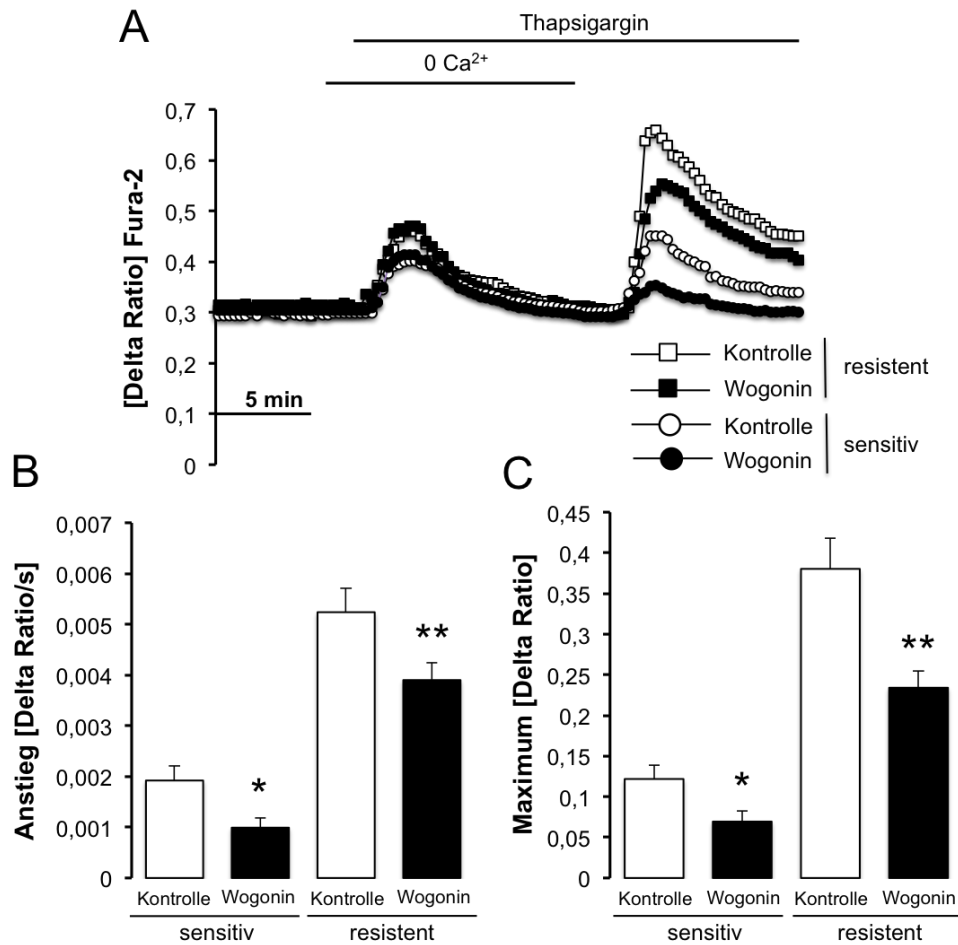 A
Thapsigargin
0 Ca²⁺
[Delta Ratio] Fura-2
0,7
0,6
0,5
0,4
0,3
0,2
0,1
0
5 min
Kontrolle
Wogonin
resistent
Kontrolle
Wogonin
sensitiv
B
Anstieg [Delta Ratio/s]
0,007
0,006
0,005
0,004
0,003
0,002
0,001
0
*
**
Kontrolle Wogonin Kontrolle Wogonin
sensitiv resistent
C
Maximum [Delta Ratio]
0,45
0,4
0,35
0,3
0,25
0,2
0,15
0,1
0,05
0
*
**
Kontrolle Wogonin Kontrolle Wogonin
sensitiv resistent